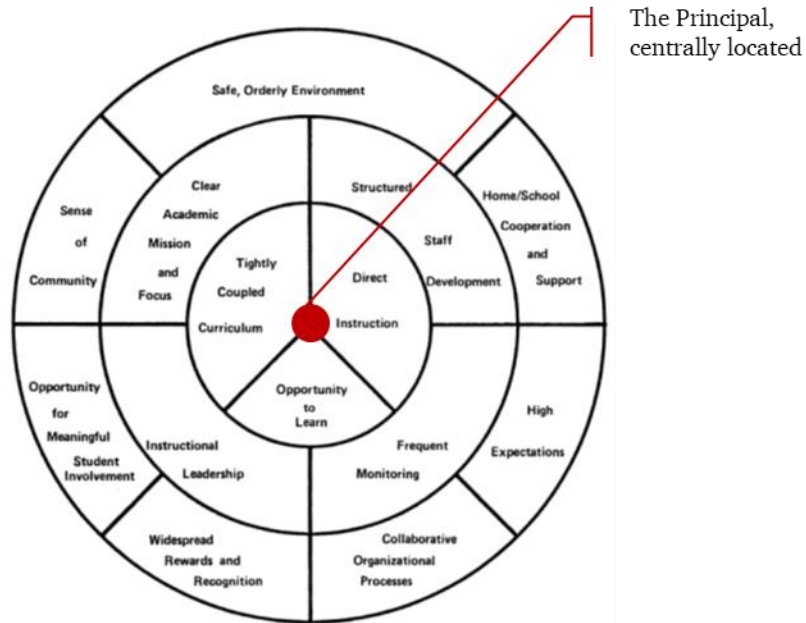 The Principal,
centrally located
Safe, Orderly Environment
Sense
of
Community
Clear
Academic
Mission
and
Focus
Structured
Staff
Development
Home/School
Cooperation
and
Support
Tightly
Coupled
Curriculum
Direct
Instruction
Opportunity
to
Learn
Opportunity
for
Meaningful
Student
Involvement
Instructional
Leadership
Frequent
Monitoring
High
Expectations
Widespread
Rewards and
Recognition
Collaborative
Organizational
Processes